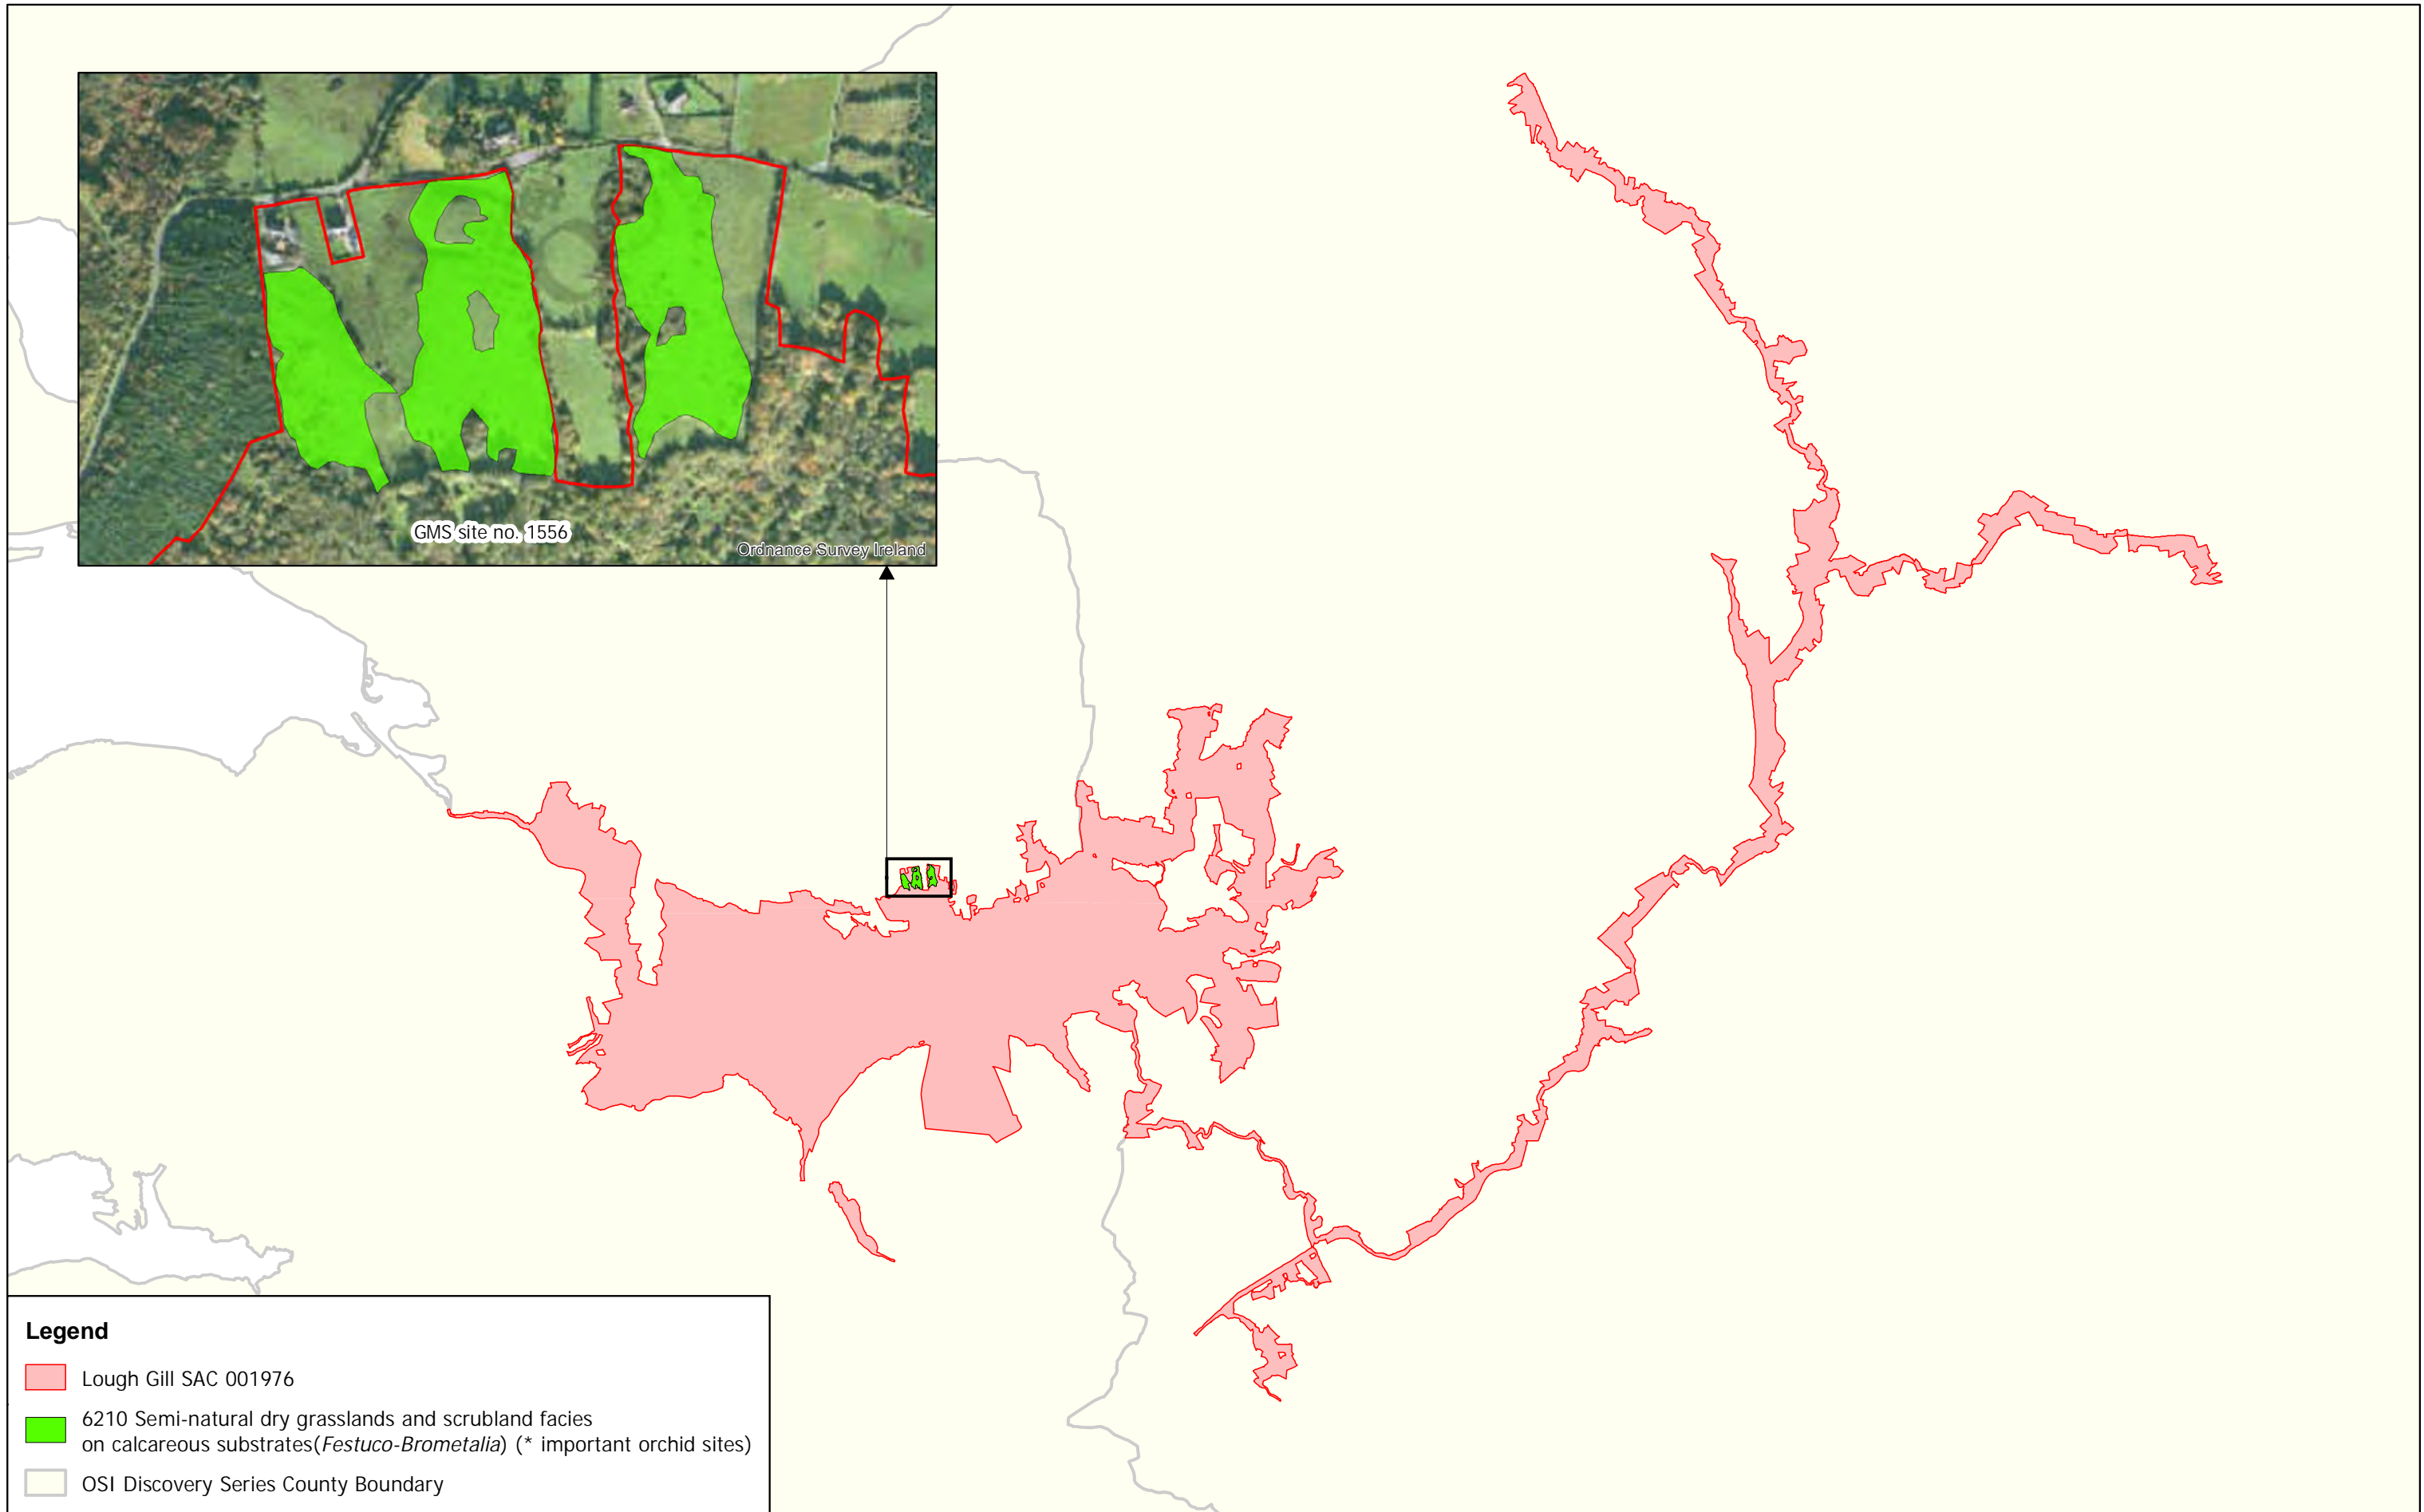 GMS site no. 1556
Ordnance Survey Ireland
Legend
Lough Gill SAC 001976
6210 Semi-natural dry grasslands and scrubland facies
on calcareous substrates(Festuco-Brometalia) (* important orchid sites)
OSI Discovery Series County Boundary